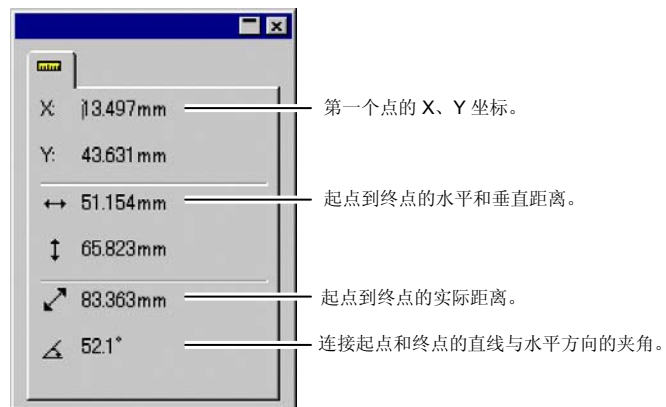 X: 13.497mm 第一个点的 X、Y 坐标。
Y: 43.631mm
51.154mm 起点到终点的水平和垂直距离。
65.823mm
83.363mm 起点到终点的实际距离。
52.1° 连接起点和终点的直线与水平方向的夹角。